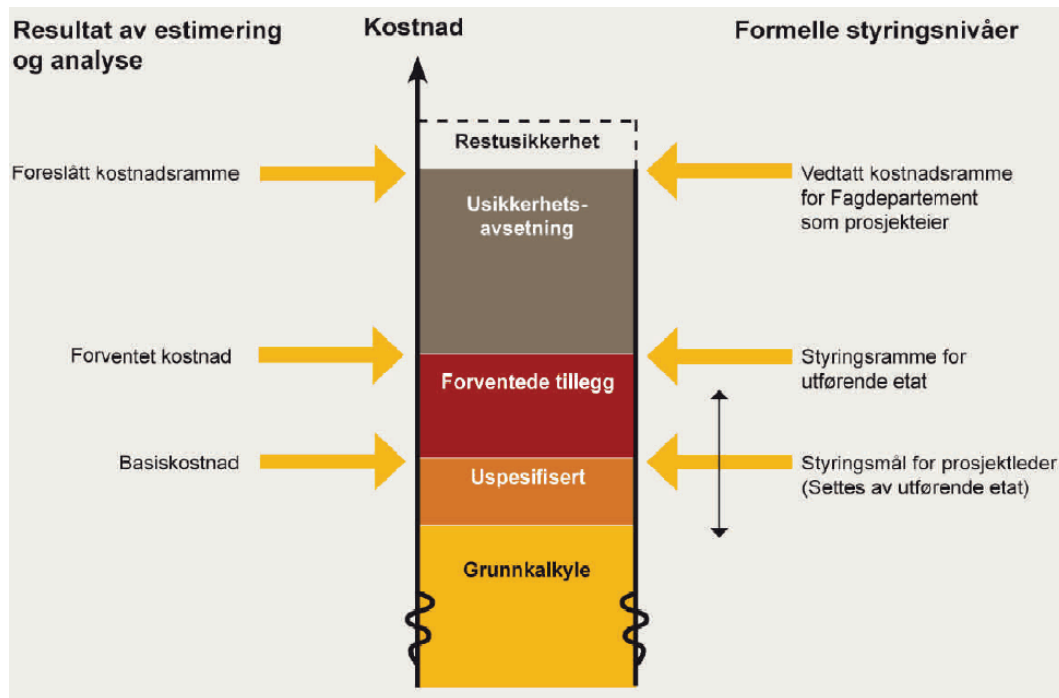 Resultat av estimering
og analyse
Kostnad
Formelle styringsnivåer
Restusikkerhet
Foreslått kostnadsramme
Vedtatt kostnadsramme
for Fagdepartement
som prosjekteier
Usikkerhets-
avsetning
Forventet kostnad
Styringsramme for
utførende etat
Forventede tillegg
Basiskostnad
Styringsmål for prosjektleder
(Settes av utførende etat)
Uspesifisert
Grunnkalkyle